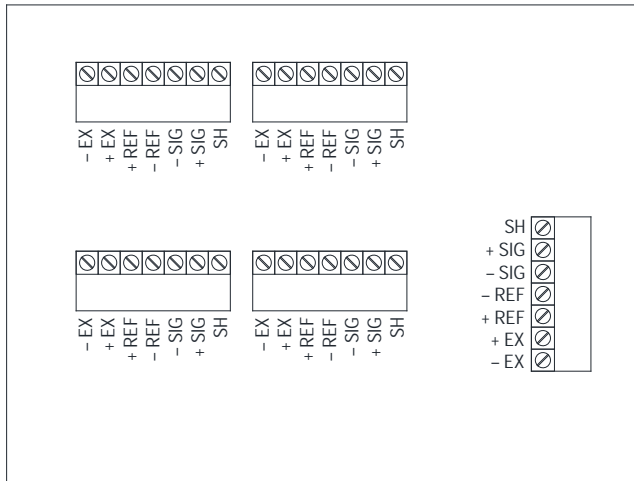 – EX
+ EX
+ REF
– REF
– SIG
+ SIG
SH
– EX
+ EX
+ REF
– REF
– SIG
+ SIG
SH
SH
+ SIG
– SIG
– REF
+ REF
+ EX
– EX
– EX
+ EX
+ REF
– REF
– SIG
+ SIG
SH
– EX
+ EX
+ REF
– REF
– SIG
+ SIG
SH